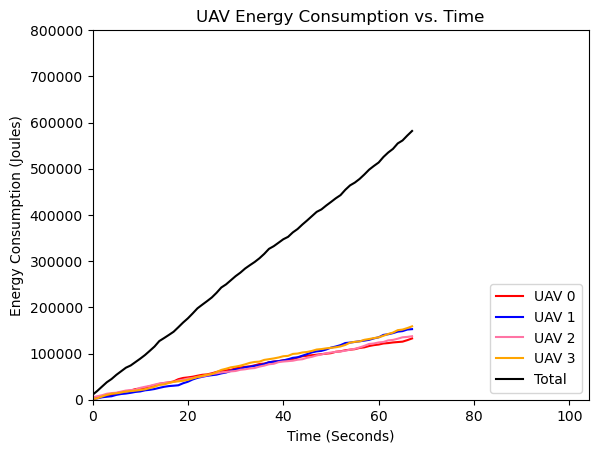 UAV Energy Consumption vs. Time
800000
700000
600000
500000
400000
300000
200000
100000
0
Energy Consumption (Joules)
0 20 40 60 80 100
Time (Seconds)
UAV 0
UAV 1
UAV 2
UAV 3
Total